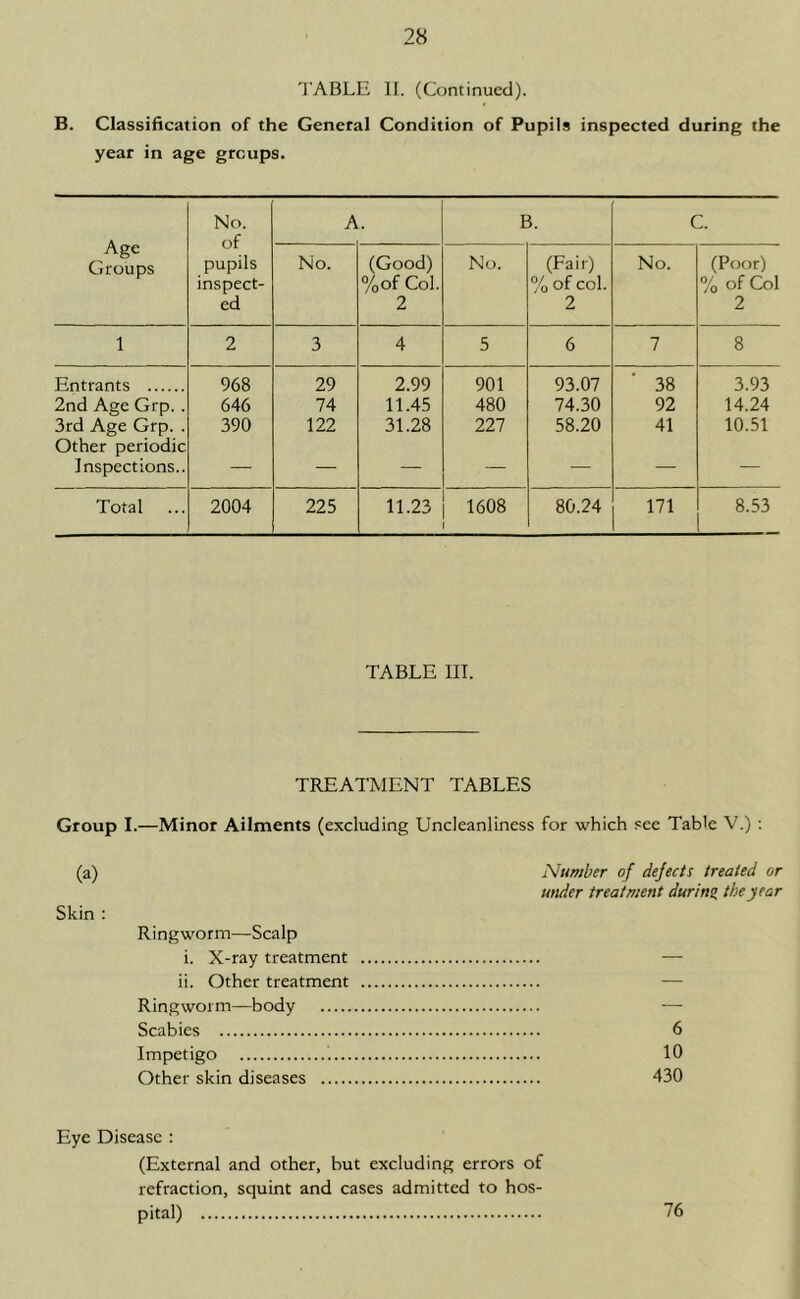 28
TABLE II. (Continued).
B. Classification of the General Condition of Pupils inspected during the
year in age groups.
Age Groups | No. of pupils inspect-ed | A. | B. | C.
No. | (Good) %of Col. 2 | No. | (Fair) % of col. 2 | No. | (Poor) % of Col 2
1 | 2 | 3 | 4 | 5 | 6 | 7 | 8
Entrants ...... | 968 | 29 | 2.99 | 901 | 93.07 | 38 | 3.93
2nd Age Grp. . | 646 | 74 | 11.45 | 480 | 74.30 | 92 | 14.24
3rd Age Grp. . | 390 | 122 | 31.28 | 227 | 58.20 | 41 | 10.51
Other periodic
Inspections.. | — | — | — | — | — | — | —
Total ... | 2004 | 225 | 11.23 | 1608 | 80.24 | 171 | 8.53
TABLE III.
TREATMENT TABLES
Group I.—Minor Ailments (excluding Uncleanliness for which see Table V.) :
(a) Number of defects treated or
under treatment during the year
Skin :
Ringworm—Scalp
i. X-ray treatment ................................ —
ii. Other treatment ................................ —
Ringworm—body ...................................... —
Scabies ...................................................... 6
Impetigo ................................................... 10
Other skin diseases ..................................... 430
Eye Disease :
(External and other, but excluding errors of
refraction, squint and cases admitted to hos-
pital) ......................................................... 76